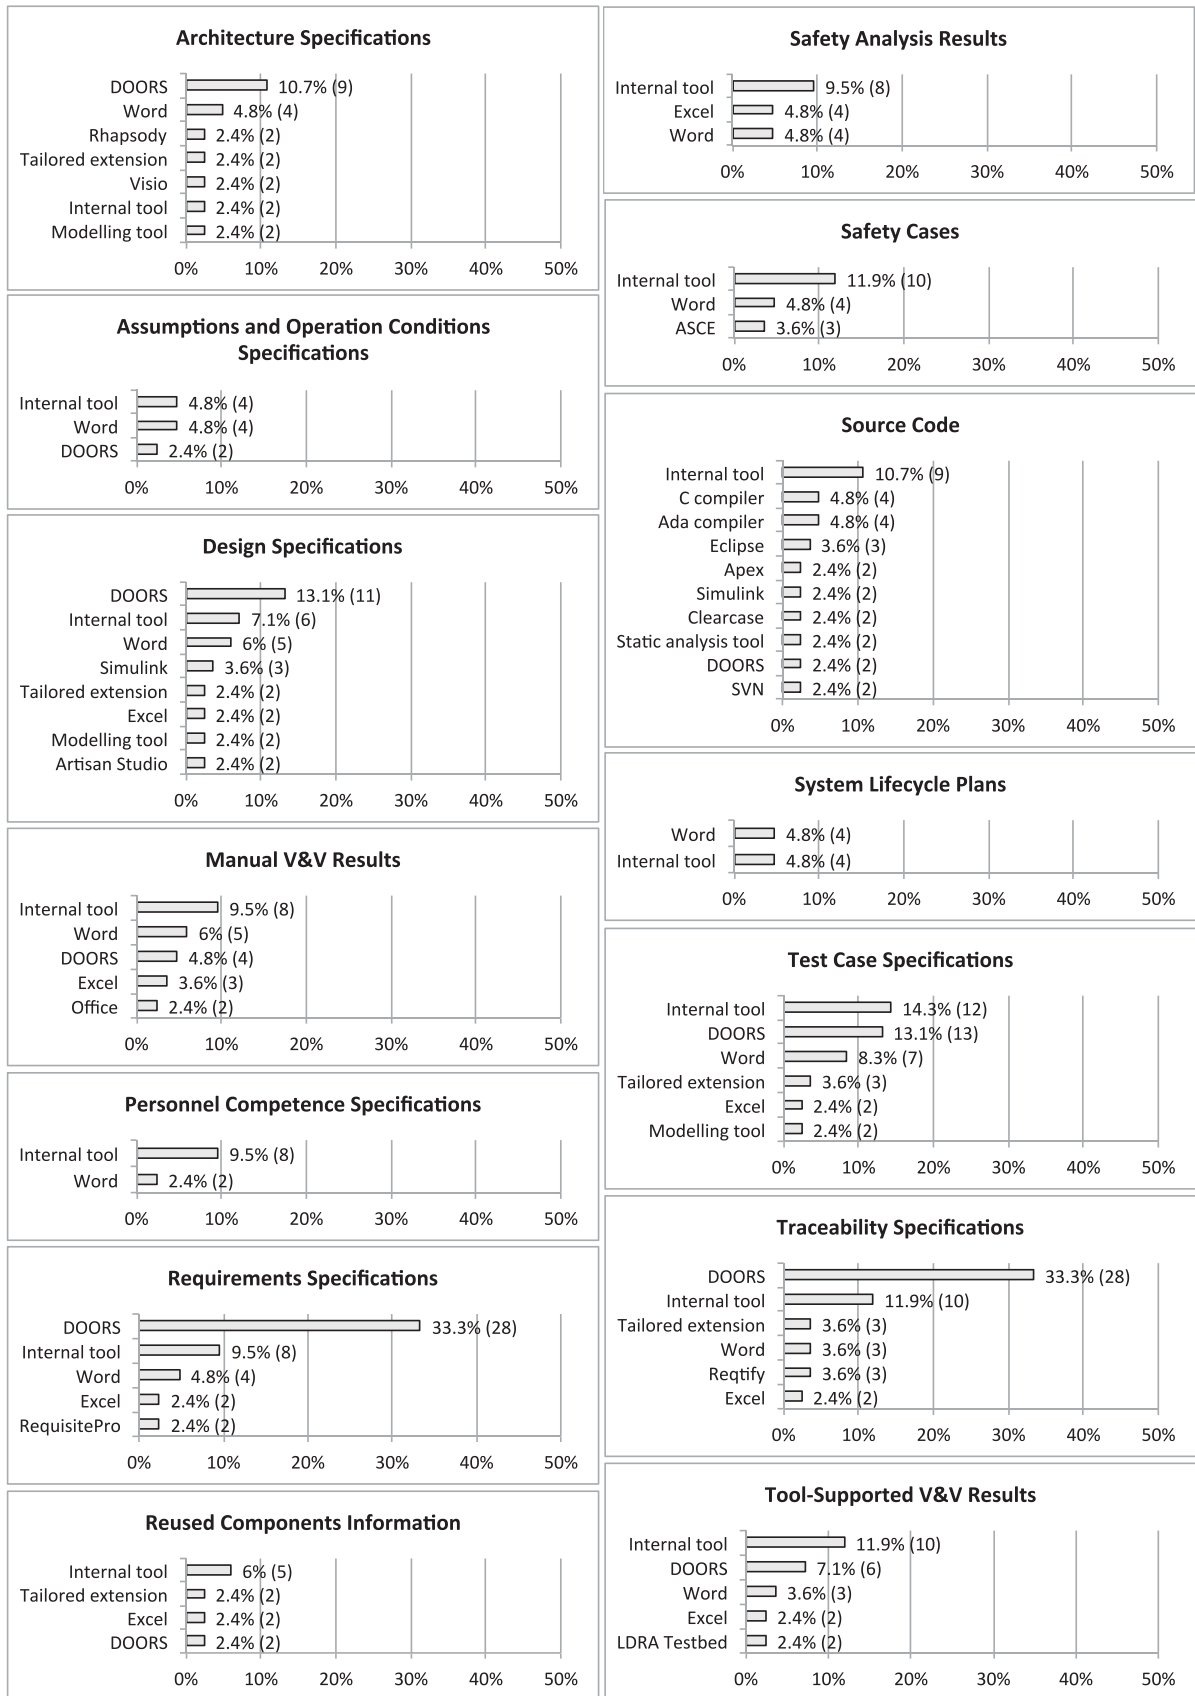 Architecture Specifications
DOORS 10.7% (9)
Word 4.8% (4)
Rhapsody 2.4% (2)
Tailored extension 2.4% (2)
Visio 2.4% (2)
Internal tool 2.4% (2)
Modelling tool 2.4% (2)
0% 10% 20% 30% 40% 50%
Assumptions and Operation Conditions
Specifications
Internal tool 4.8% (4)
Word 4.8% (4)
DOORS 2.4% (2)
0% 10% 20% 30% 40% 50%
Design Specifications
DOORS 13.1% (11)
Internal tool 7.1% (6)
Word 6% (5)
Simulink 3.6% (3)
Tailored extension 2.4% (2)
Excel 2.4% (2)
Modelling tool 2.4% (2)
Artisan Studio 2.4% (2)
0% 10% 20% 30% 40% 50%
Manual V&V Results
Internal tool 9.5% (8)
Word 6% (5)
DOORS 4.8% (4)
Excel 3.6% (3)
Office 2.4% (2)
0% 10% 20% 30% 40% 50%
Personnel Competence Specifications
Internal tool 9.5% (8)
Word 2.4% (2)
0% 10% 20% 30% 40% 50%
Requirements Specifications
DOORS 33.3% (28)
Internal tool 9.5% (8)
Word 4.8% (4)
Excel 2.4% (2)
RequisitePro 2.4% (2)
0% 10% 20% 30% 40% 50%
Reused Components Information
Internal tool 6% (5)
Tailored extension 2.4% (2)
Excel 2.4% (2)
DOORS 2.4% (2)
0% 10% 20% 30% 40% 50%
Safety Analysis Results
Internal tool 9.5% (8)
Excel 4.8% (4)
Word 4.8% (4)
0% 10% 20% 30% 40% 50%
Safety Cases
Internal tool 11.9% (10)
Word 4.8% (4)
ASCE 3.6% (3)
0% 10% 20% 30% 40% 50%
Source Code
Internal tool 10.7% (9)
C compiler 4.8% (4)
Ada compiler 4.8% (4)
Eclipse 3.6% (3)
Apex 2.4% (2)
Simulink 2.4% (2)
Clearcase 2.4% (2)
Static analysis tool 2.4% (2)
DOORS 2.4% (2)
SVN 2.4% (2)
0% 10% 20% 30% 40% 50%
System Lifecycle Plans
Word 4.8% (4)
Internal tool 4.8% (4)
0% 10% 20% 30% 40% 50%
Test Case Specifications
Internal tool 14.3% (12)
DOORS 13.1% (13)
Word 8.3% (7)
Tailored extension 3.6% (3)
Excel 2.4% (2)
Modelling tool 2.4% (2)
0% 10% 20% 30% 40% 50%
Traceability Specifications
DOORS 33.3% (28)
Internal tool 11.9% (10)
Tailored extension 3.6% (3)
Word 3.6% (3)
Reqtify 3.6% (3)
Excel 2.4% (2)
0% 10% 20% 30% 40% 50%
Tool-Supported V&V Results
Internal tool 11.9% (10)
DOORS 7.1% (6)
Word 3.6% (3)
Excel 2.4% (2)
LDRA Testbed 2.4% (2)
0% 10% 20% 30% 40% 50%